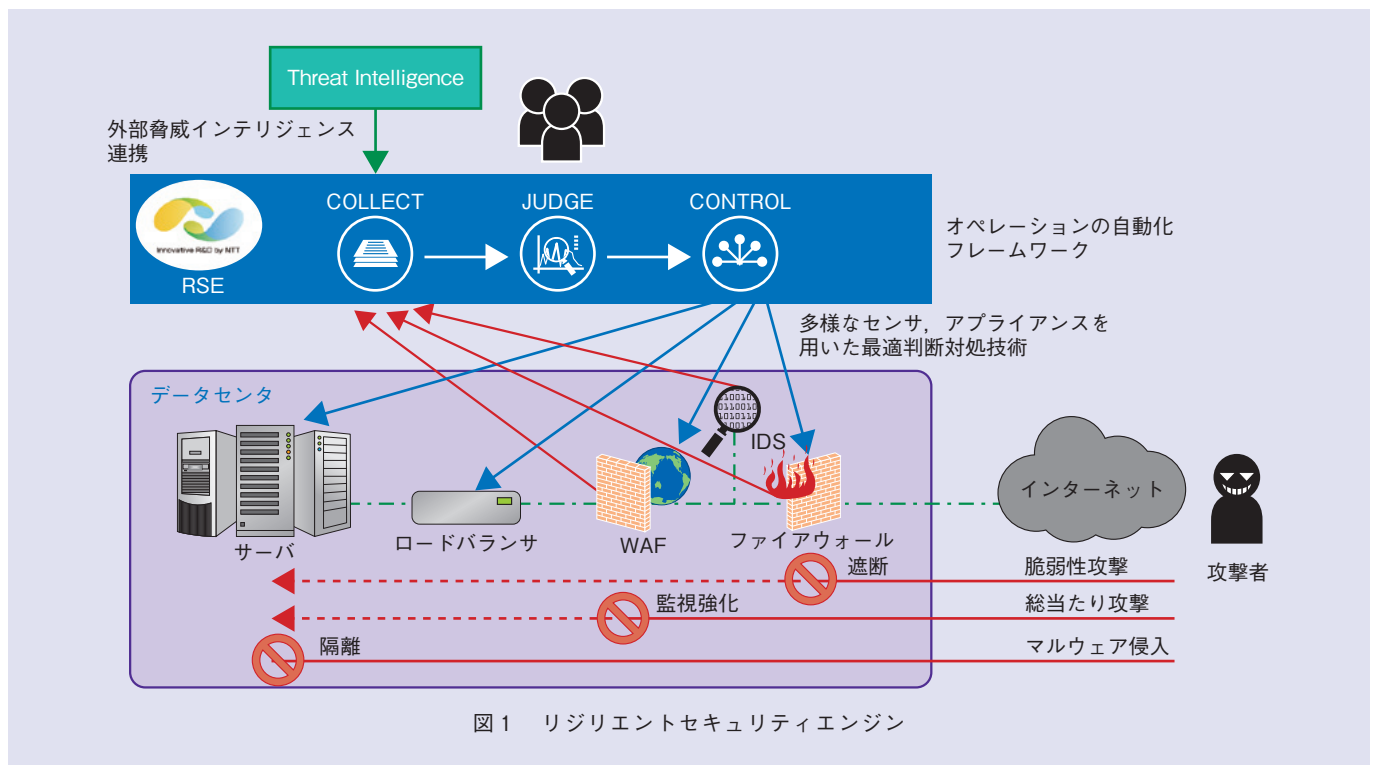 Threat Intelligence
外部脅威インテリジェンス
連携
COLLECT
JUDGE
CONTROL
Innovative R&D by NTT
RSE
オペレーションの自動化
フレームワーク
多様なセンサ，アプライアンスを
用いた最適判断対処技術
データセンタ
IDS
インターネット
サーバ
ロードバランサ
WAF
ファイアウォール
攻撃者
遮断
脆弱性攻撃
監視強化
総当たり攻撃
隔離
マルウェア侵入
図1 リジリエントセキュリティエンジン